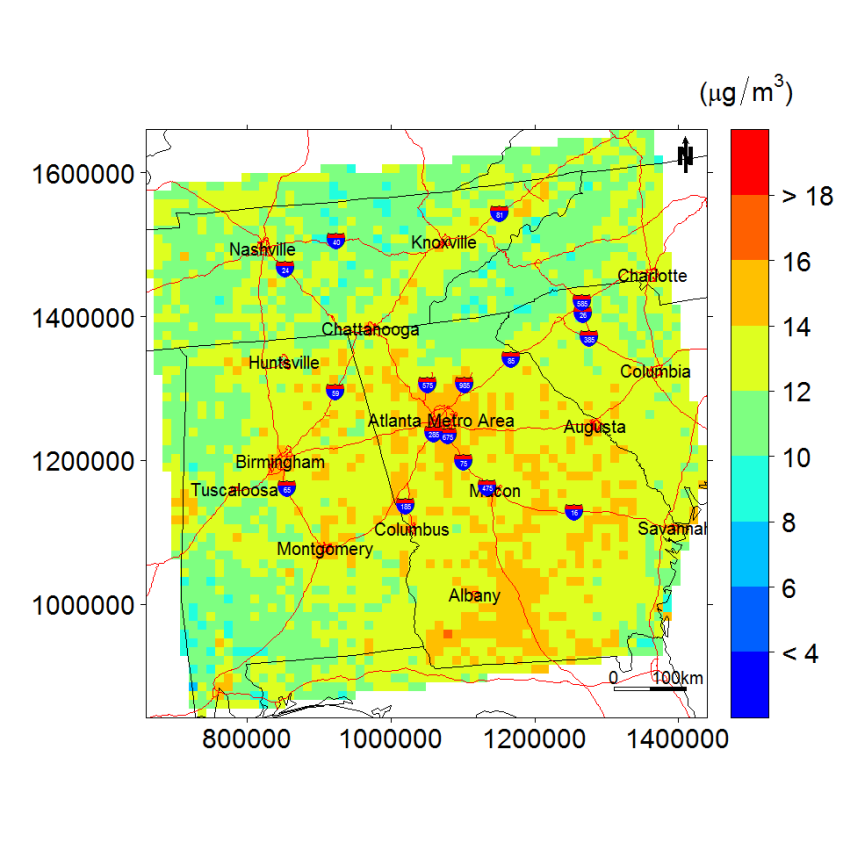 (μg/m³)
N
1600000
1400000
1200000
1000000
> 18
16
14
12
10
8
6
< 4
81
Nashville
40
Knoxville
24
Charlotte
585
26
Chattanooga
385
85
Huntsville
Columbia
59
575
985
Atlanta Metro Area
285
675
Augusta
Birmingham
75
Tuscaloosa
65
475
Macon
185
16
Columbus
Savannah
Montgomery
Albany
0 100km
800000 1000000 1200000 1400000